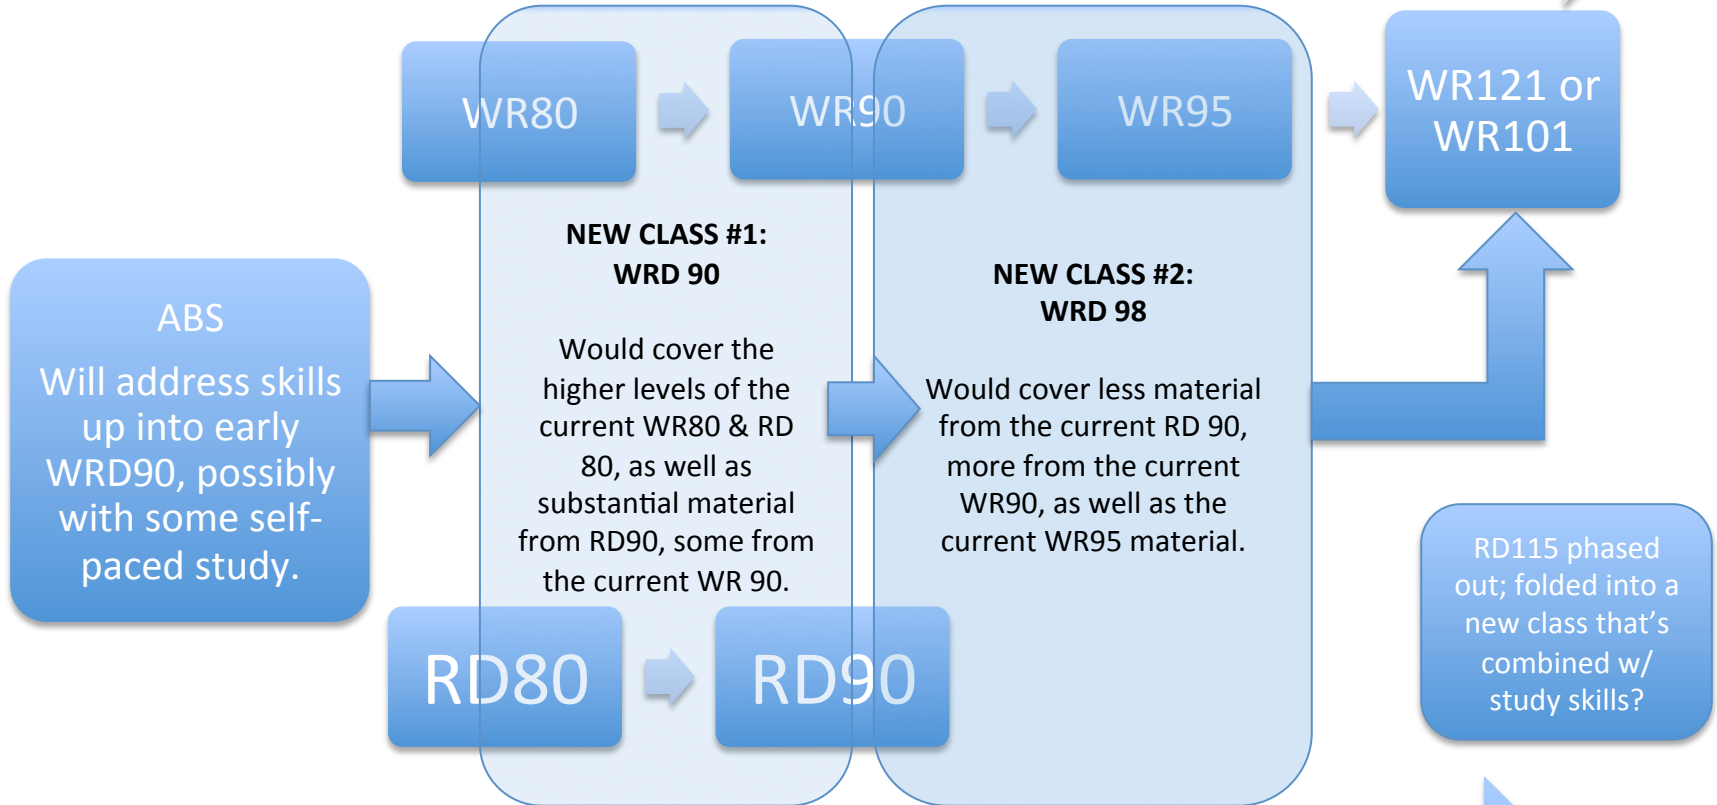 WR80
WR90
WR95
WR121 or
WR101
ABS
Will address skills
up into early
WRD90, possibly
with some self-
paced study.
NEW CLASS #1:
WRD 90
Would cover the
higher levels of the
current WR80 & RD
80, as well as
substantial material
from RD90, some from
the current WR 90.
NEW CLASS #2:
WRD 98
Would cover less material
from the current RD 90,
more from the current
WR90, as well as the
current WR95 material.
RD80
RD90
RD115 phased
out; folded into a
new class that’s
combined w/
study skills?